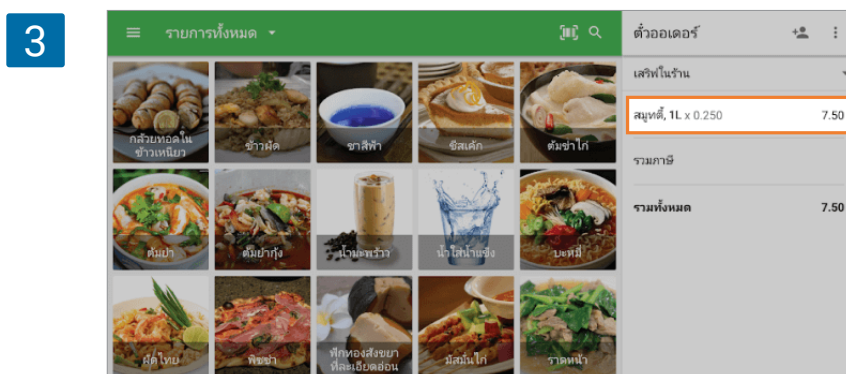 3
รายการทั้งหมด
ตั๋วออเดอร์
เสริฟในร้าน
สมูทตี้, 1L x 0.250 7.50
รวมภาษี
รวมทั้งหมด 7.50
กล้วยทอดใน
ข้าวเหนียว
ข้าวผัด
ชาสีฟ้า
ชีสเค้ก
ต้มข่าไก่
ต้มยำ
ต้มยำกุ้ง
น้ำมะพร้าว
น้ำใส่น้ำแข็ง
บะหมี่
ผัดไทย
พิซซ่า
ฟักทองสังขยา
ที่ละเอียดอ่อน
มัสมั่นไก่
ราดหน้า